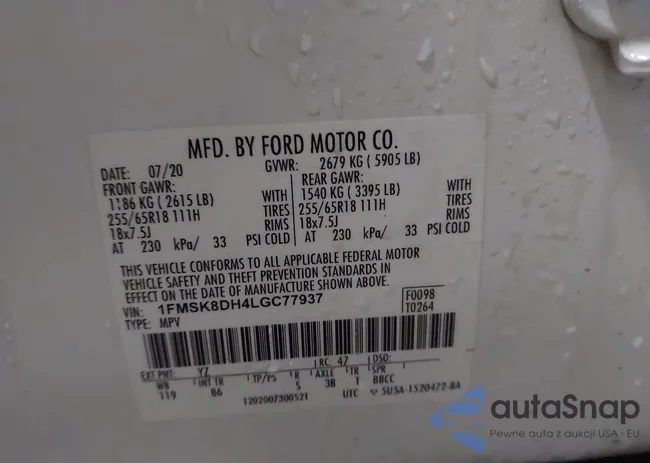 MFD. BY FORD MOTOR CO.
DATE: 07/20 GVWR: 2679 KG ( 5905 LB)
FRONT GAWR: REAR GAWR:
1186 KG ( 2615 LB) WITH 1540 KG ( 3395 LB) WITH
255/65R18 111H TIRES 255/65R18 111H TIRES
18x7.5J RIMS 18x7.5J RIMS
AT 230 kPa/ 33 PSI COLD AT 230 kPa/ 33 PSI COLD
THIS VEHICLE CONFORMS TO ALL APPLICABLE FEDERAL MOTOR
VEHICLE SAFETY AND THEFT PREVENTION STANDARDS IN
EFFECT ON THE DATE OF MANUFACTURE SHOWN ABOVE.
VIN: 1FMSK8DH4LGC77937 F0098
TYPE: MPV T0264
EXT PNT: YZ RC: 47 DSO:
WB INT TR TP/PS R AXLE TR SPR
119 B6 5 3B T BBCC
1202007300521 UTC SUSA-1520472-BA
autaSnap
Pewne auta z aukcji USA i EU